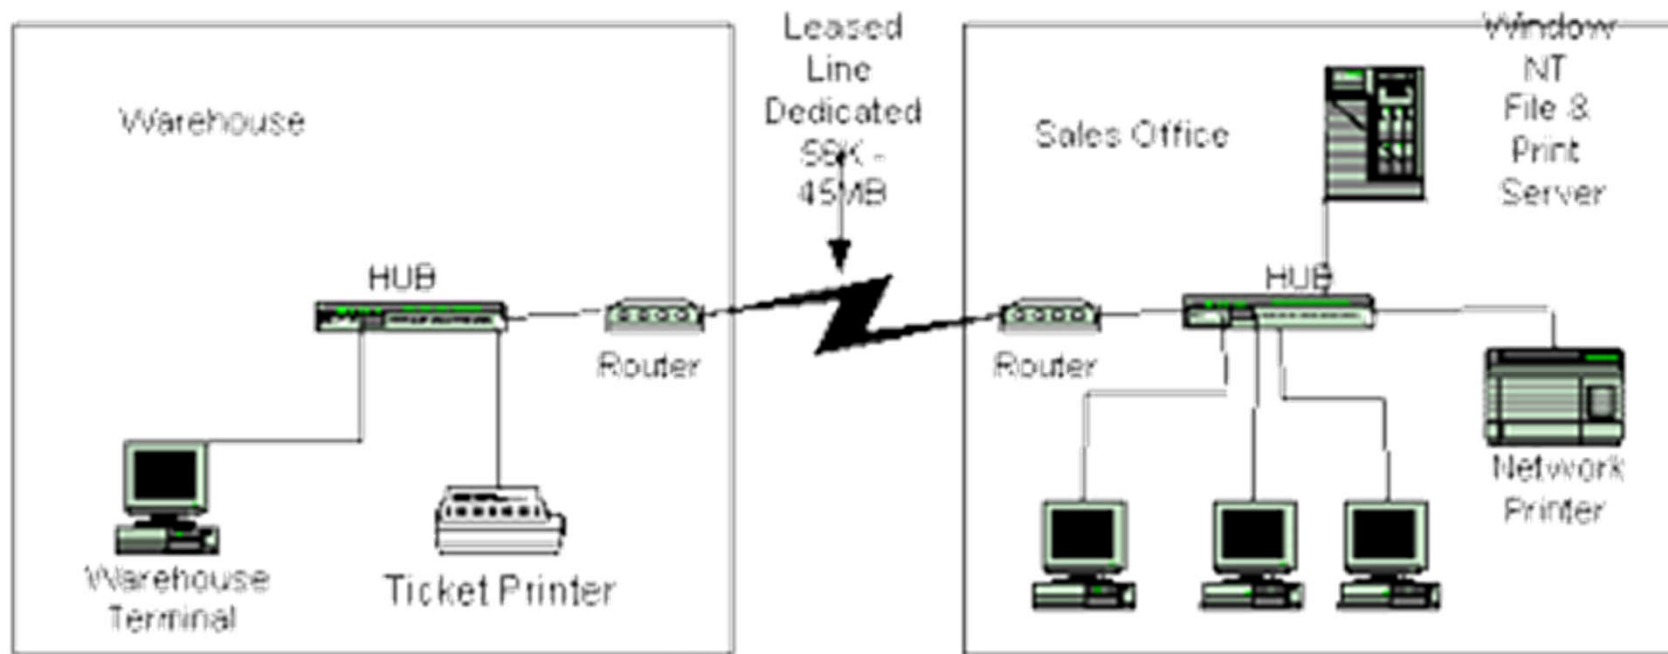 Warehouse
HUB
Router
Warehouse
Terminal
Ticket Printer
Leased
Line
Dedicated
56K -
45MB
Sales Office
Window
NT
File &
Print
Server
HUB
Router
Network
Printer